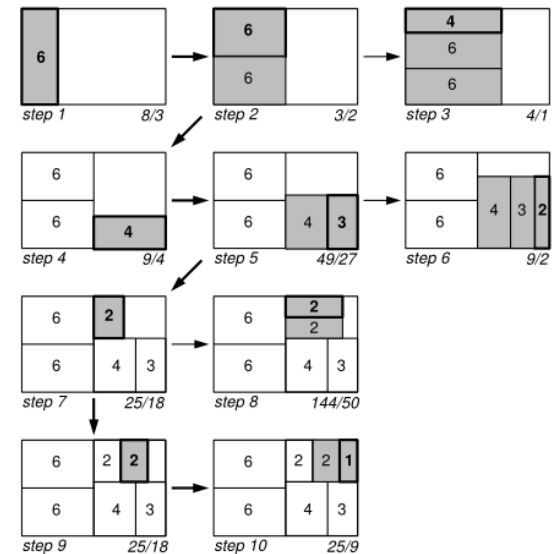 6
6
6
4
6
6
step 1 8/3
step 2 3/2
step 3 4/1
6
6
4
6
6
4 3
6
6
4 3 2
step 4 9/4
step 5 49/27
step 6 9/2
6 2
6 4 3
6 2
2
6 4 3
step 7 25/18
step 8 144/50
6 2 2
6 4 3
6 2 2 1
6 4 3
step 9 25/18
step 10 25/9